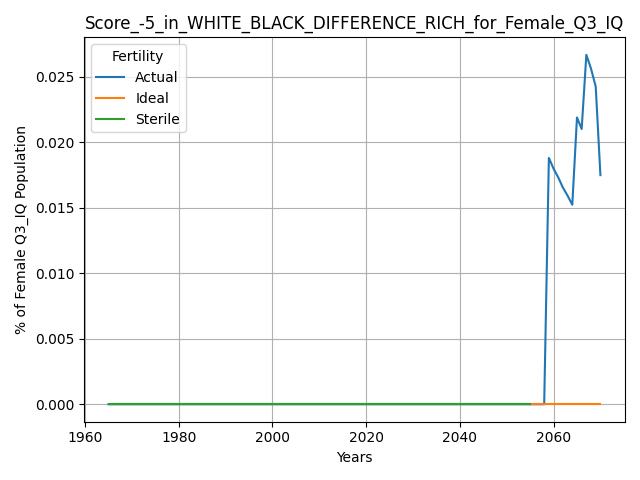 Score_-5_in_WHITE_BLACK_DIFFERENCE_RICH_for_Female_Q3_IQ
Fertility
Actual
Ideal
Sterile
% of Female Q3_IQ Population
0.025
0.020
0.015
0.010
0.005
0.000
1960 1980 2000 2020 2040 2060
Years